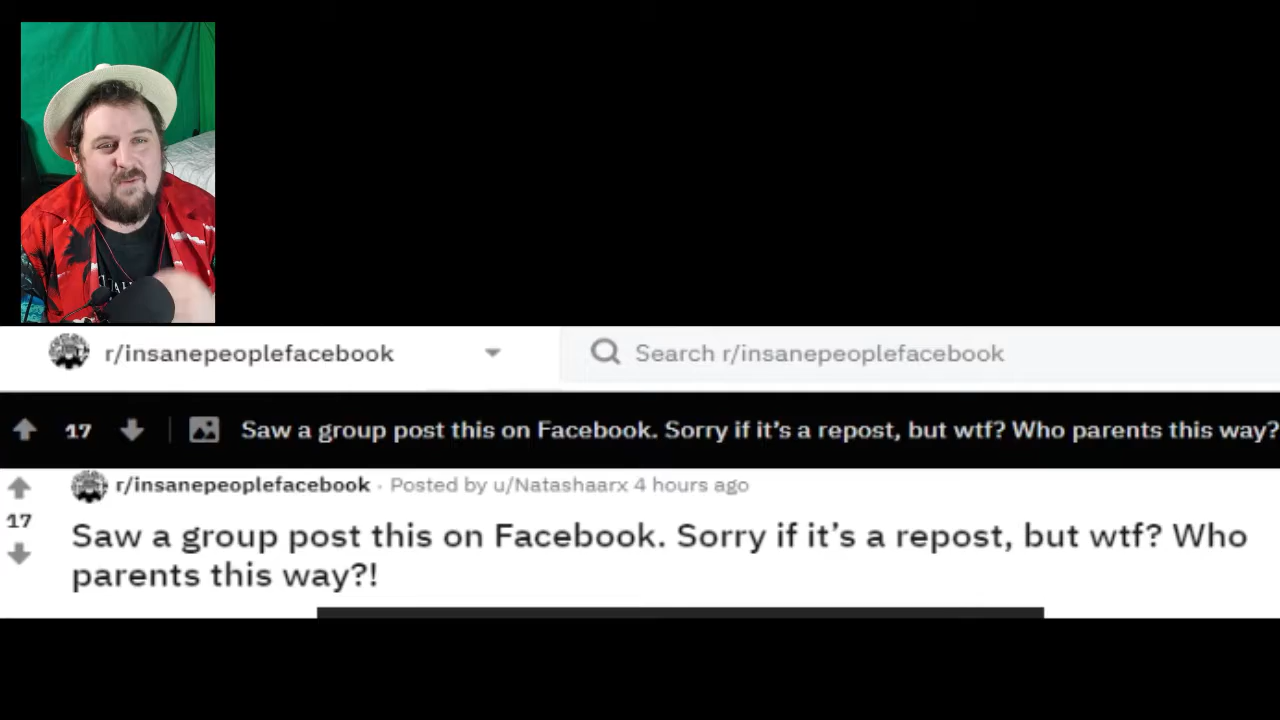 r/insanepeoplefacebook Search r/insanepeoplefacebook
17 Saw a group post this on Facebook. Sorry if it's a repost, but wtf? Who parents this way?
r/insanepeoplefacebook · Posted by u/Natashaarx 4 hours ago
17
Saw a group post this on Facebook. Sorry if it's a repost, but wtf? Who
parents this way?!